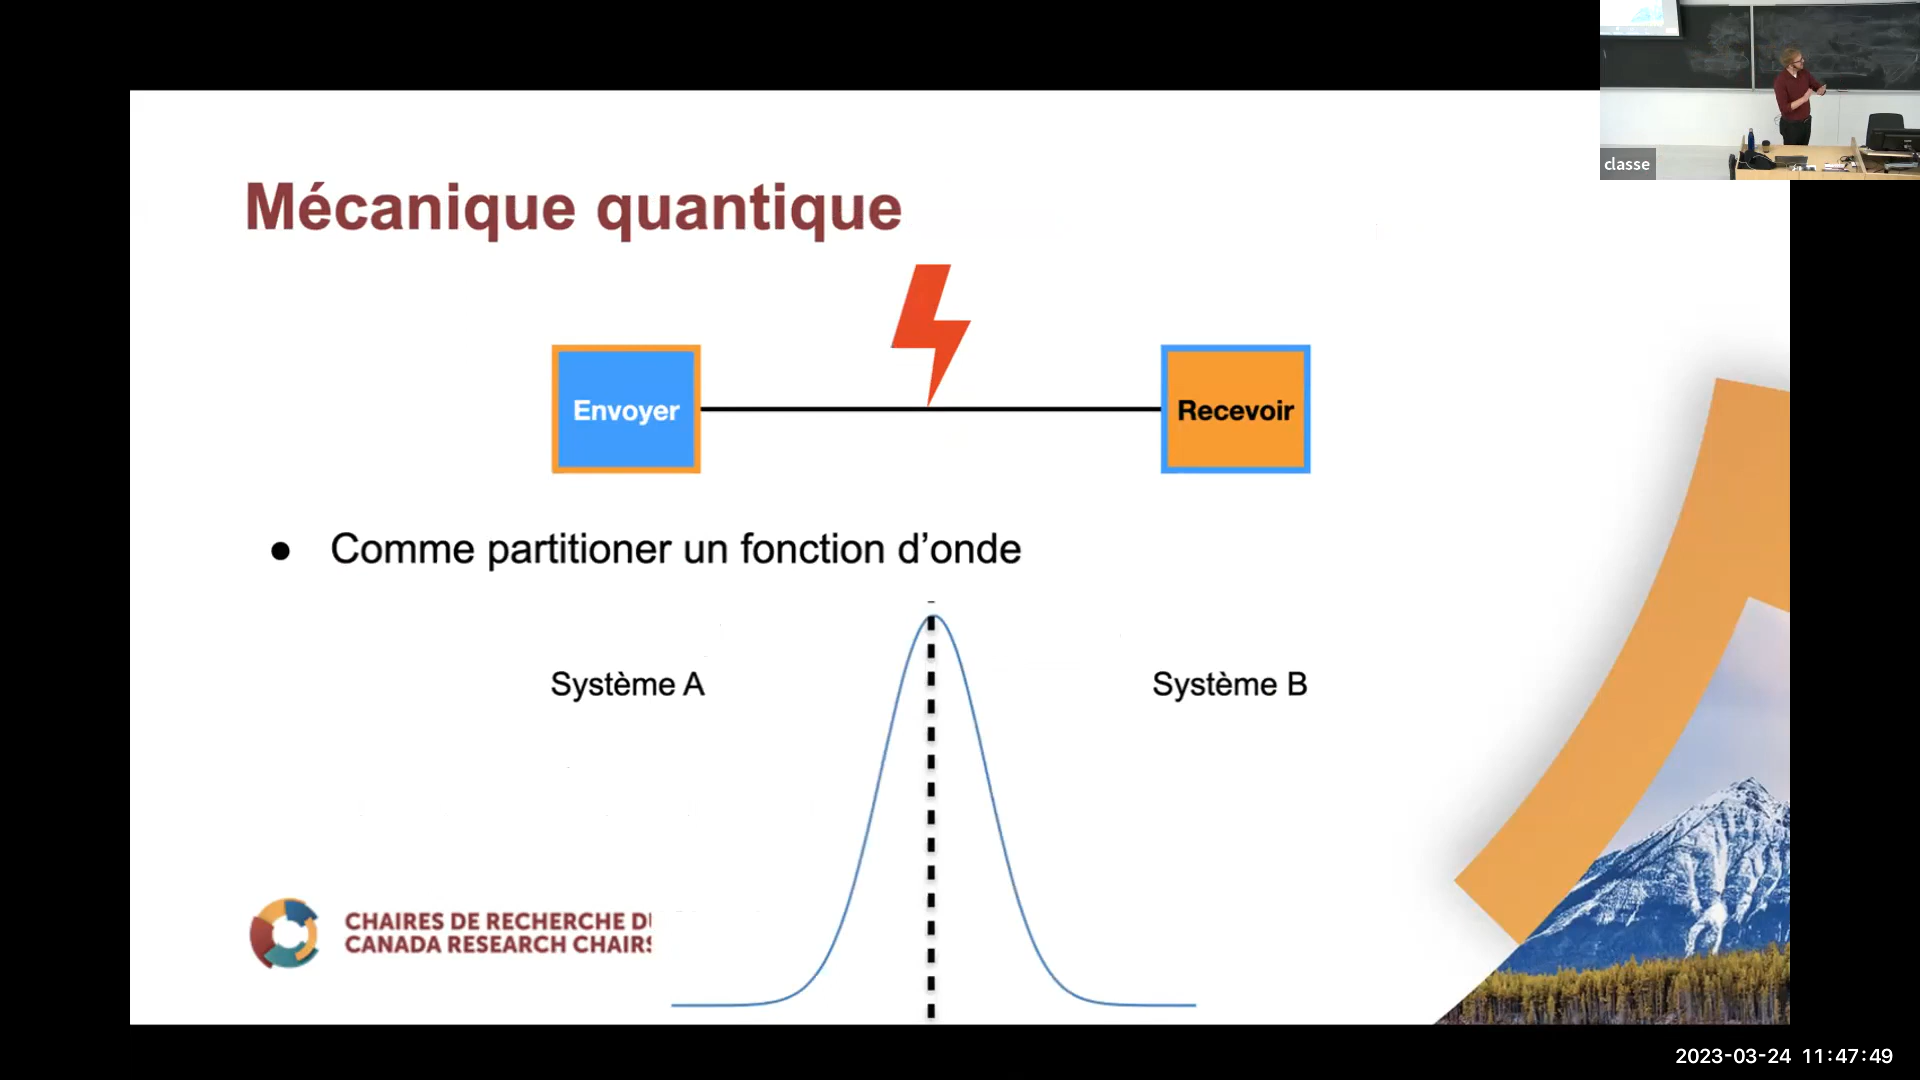 classe
Mécanique quantique
Envoyer
Recevoir
● Comme partitioner un fonction d’onde
Système A
Système B
CHAIRES DE RECHERCHE
CANADA RESEARCH
2023-03-24 11:47:49